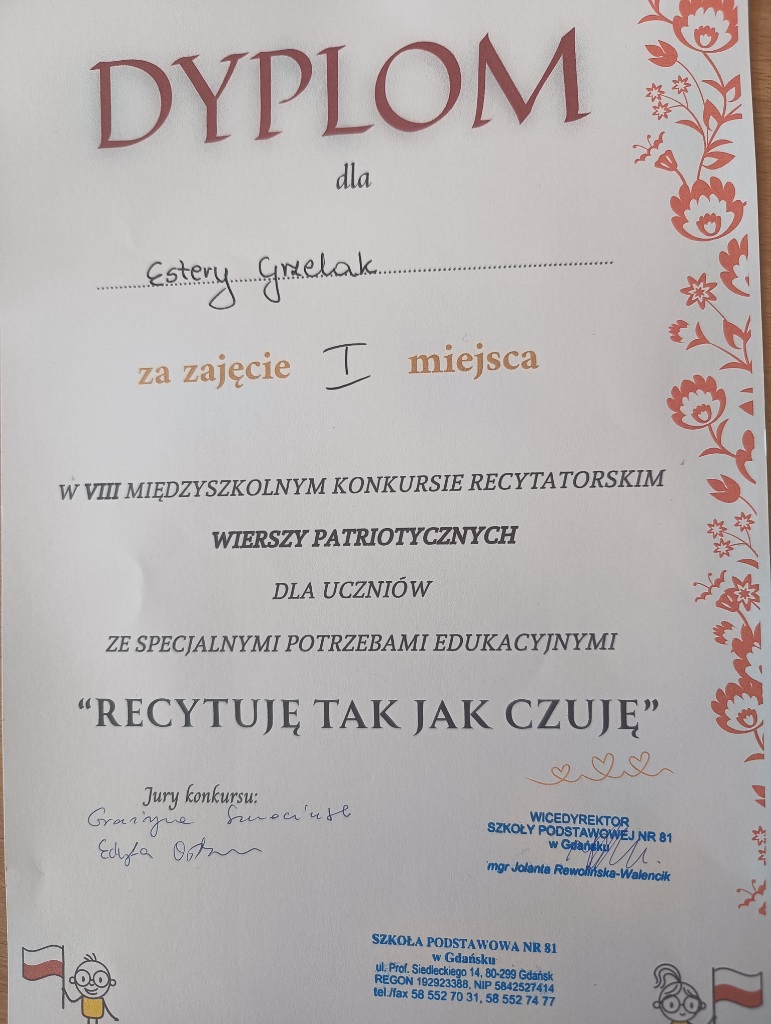 DYPLOM
dla
Estery Grzelak
za zajęcie I miejsca
W VIII MIĘDZYSZKOLNYM KONKURSIE RECYTATORSKIM
WIERSZY PATRIOTYCZNYCH
DLA UCZNIÓW
ZE SPECJALNYMI POTRZEBAMI EDUKACYJNYMI
“RECYTUJĘ TAK JAK CZUJĘ”
Jury konkursu:
Grażyna
Edyta
WICEDYREKTOR
SZKOŁY PODSTAWOWEJ NR 81
w Gdańsku
mgr Jolanta Rewolińska-Walencik
SZKOŁA PODSTAWOWA NR 81
w Gdańsku
ul. Prof. Siedleckiego 14, 80-299 Gdańsk
REGON 192923388, NIP 5842527414
tel./fax 58 552 70 31, 58 552 74 77